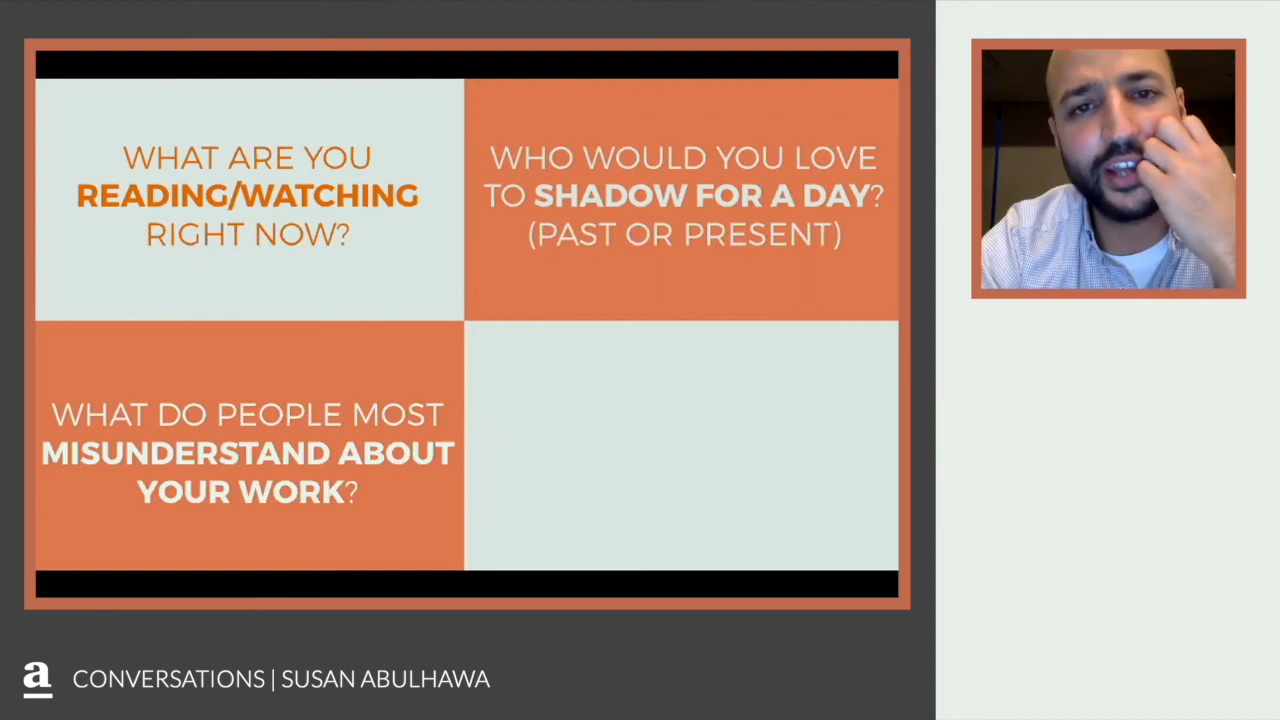 WHAT ARE YOU
READING/WATCHING
RIGHT NOW?
WHO WOULD YOU LOVE
TO SHADOW FOR A DAY?
(PAST OR PRESENT)
WHAT DO PEOPLE MOST
MISUNDERSTAND ABOUT
YOUR WORK?
a
CONVERSATIONS | SUSAN ABULHAWA